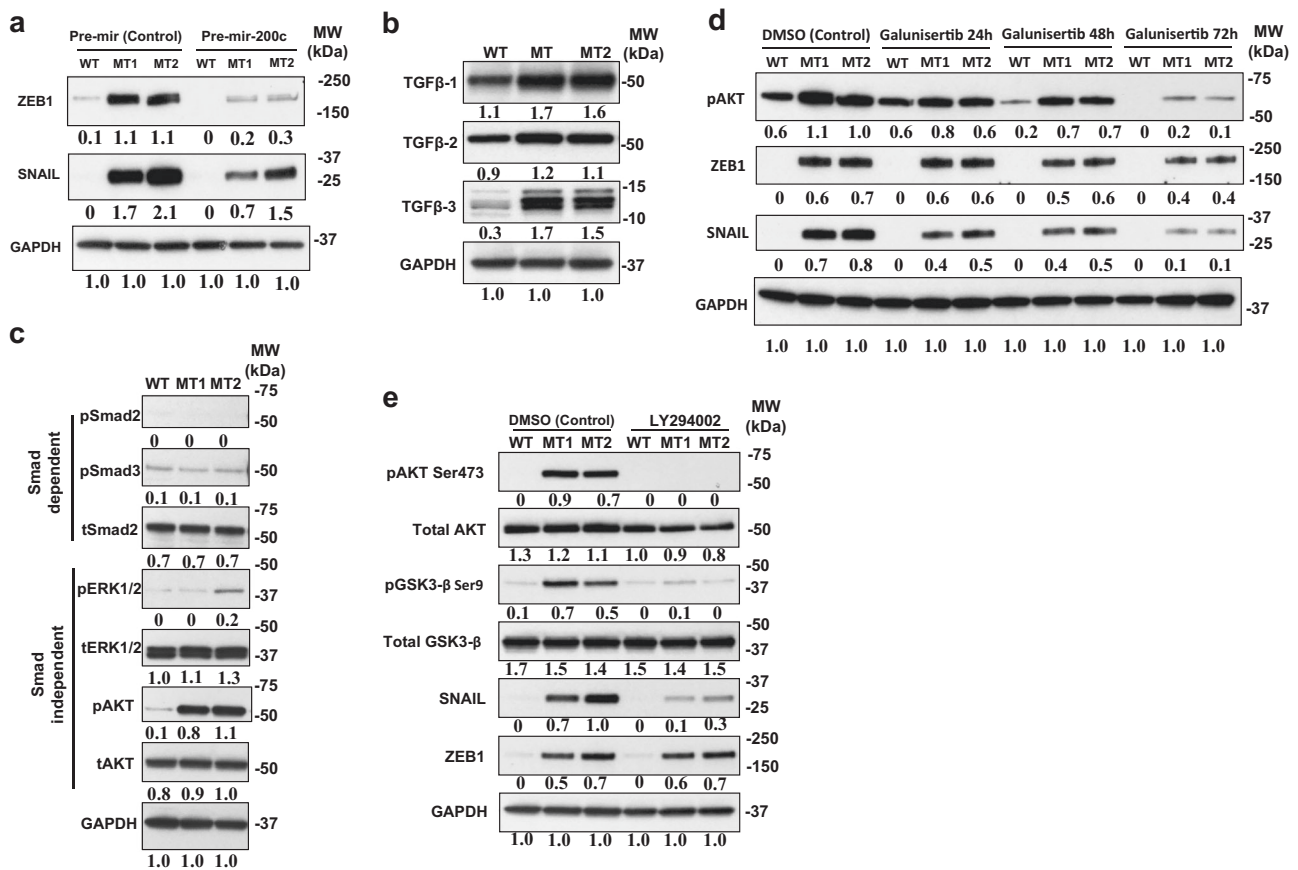 a
Pre-mir (Control) Pre-mir-200c MW (kDa)
WT MT1 MT2 WT MT1 MT2
ZEB1 -250 -150
0.1 1.1 1.1 0 0.2 0.3
SNAIL -37 -25
0 1.7 2.1 0 0.7 1.5
GAPDH -37
1.0 1.0 1.0 1.0 1.0 1.0
b
WT MT MT2 MW (kDa)
TGFβ-1 -50
1.1 1.7 1.6
TGFβ-2 -50
0.9 1.2 1.1
TGFβ-3 -15 -10
0.3 1.7 1.5
GAPDH -37
1.0 1.0 1.0
c
WT MT1 MT2 MW (kDa)
Smad dependent
pSmad2 -75 -50
0 0 0
pSmad3 -50
0.1 0.1 0.1
tSmad2 -75 -50
0.7 0.7 0.7
Smad independent
pERK1/2 -50 -37
0 0 0.2
tERK1/2 -50 -37
1.0 1.1 1.3
pAKT -75 -50
0.1 0.8 1.1
tAKT -50
0.8 0.9 1.0
GAPDH -37
1.0 1.0 1.0
d
DMSO (Control) Galunisertib 24h Galunisertib 48h Galunisertib 72h MW (kDa)
WT MT1 MT2 WT MT1 MT2 WT MT1 MT2 WT MT1 MT2
pAKT -75 -50
0.6 1.1 1.0 0.6 0.8 0.6 0.2 0.7 0.7 0 0.2 0.1
ZEB1 -250 -150
0 0.6 0.7 0 0.6 0.6 0 0.5 0.6 0 0.4 0.4
SNAIL -37 -25
0 0.7 0.8 0 0.4 0.5 0 0.4 0.5 0 0.1 0.1
GAPDH -37
1.0 1.0 1.0 1.0 1.0 1.0 1.0 1.0 1.0 1.0 1.0 1.0
e
DMSO (Control) LY294002 MW (kDa)
WT MT1 MT2 WT MT1 MT2
pAKT Ser473 -75 -50
0 0.9 0.7 0 0 0
Total AKT -50
1.3 1.2 1.1 1.0 0.9 0.8
pGSK3-β Ser9 -50 -37
0.1 0.7 0.5 0 0.1 0
Total GSK3-β -50 -37
1.7 1.5 1.4 1.5 1.4 1.5
SNAIL -37 -25
0 0.7 1.0 0 0.1 0.3
ZEB1 -250 -150
0 0.5 0.7 0 0.6 0.7
GAPDH -37
1.0 1.0 1.0 1.0 1.0 1.0